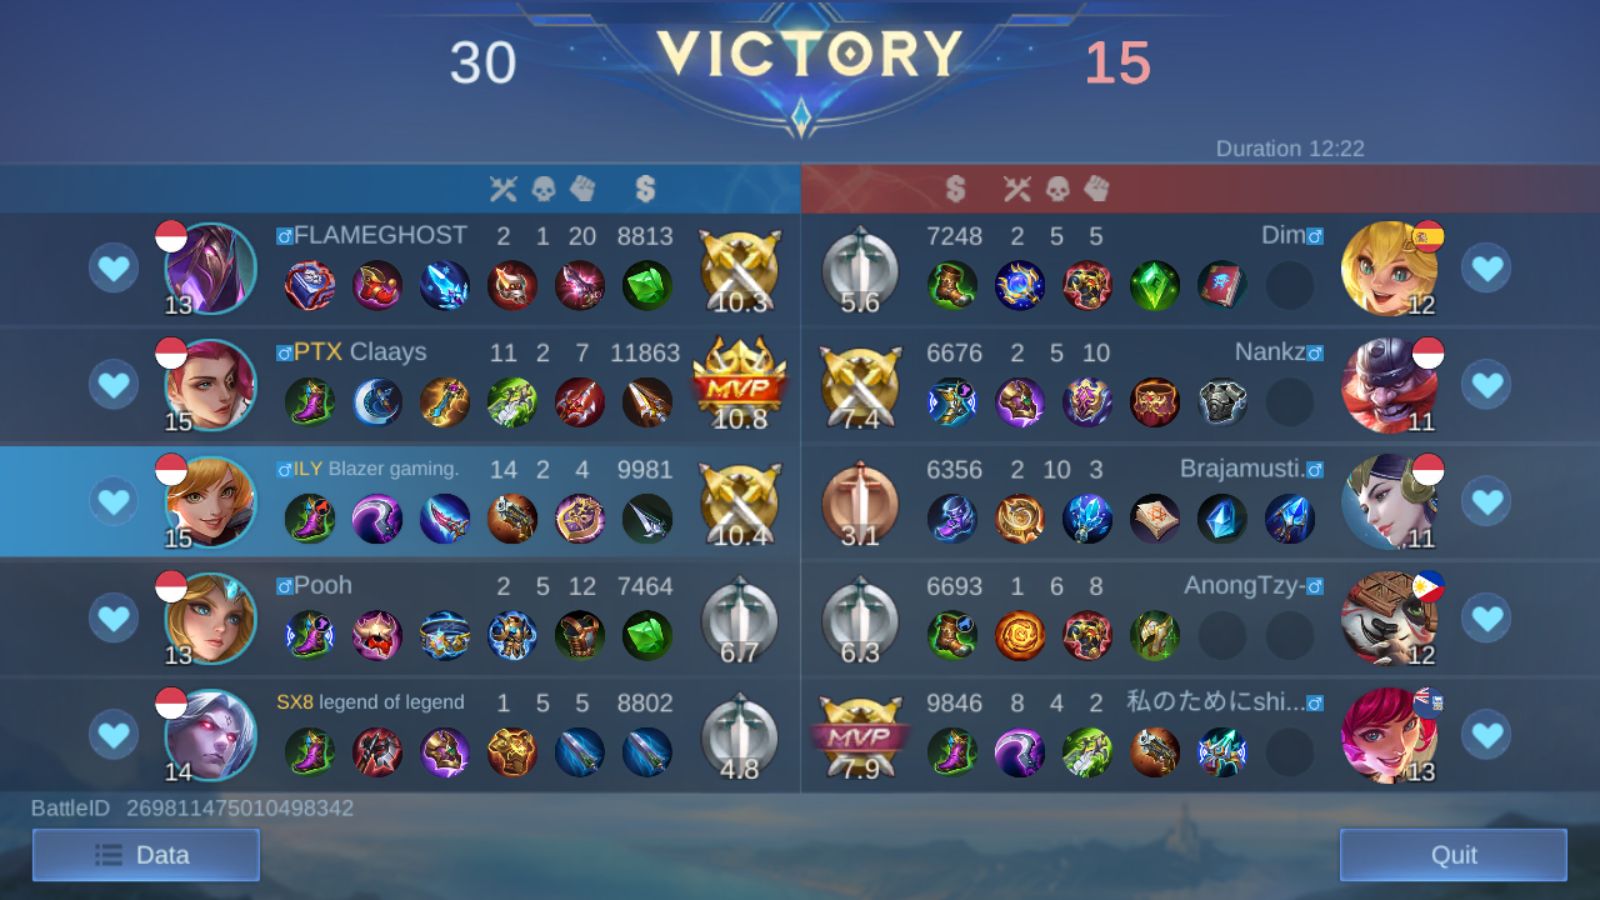 30 VICTORY 15
Duration 12:22
FLAMEGHOST 2 1 20 8813
13 10.3
7248 2 5 5 Dim
5.6 12
PTX Claays 11 2 7 11863
MVP
15 10.8
6676 2 5 10 Nankz
7.4 11
ILY Blazer gaming. 14 2 4 9981
15 10.4
6356 2 10 3 Brajamusti.
3.1 11
Pooh 2 5 12 7464
13 6.7
6693 1 6 8 AnongTzy-
6.3 12
SX8 legend of legend 1 5 5 8802
14 4.8
9846 8 4 2 私のためにshi...
MVP
7.9 13
BattleID 269811475010498342
Data
Quit